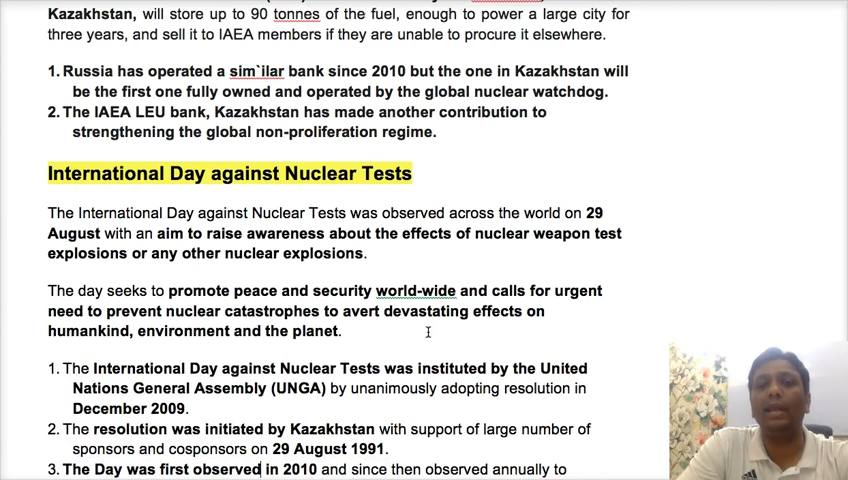 Kazakhstan, will store up to 90 tonnes of the fuel, enough to power a large city for
three years, and sell it to IAEA members if they are unable to procure it elsewhere.
1. Russia has operated a sim`ilar bank since 2010 but the one in Kazakhstan will
be the first one fully owned and operated by the global nuclear watchdog.
2. The IAEA LEU bank, Kazakhstan has made another contribution to
strengthening the global non-proliferation regime.
International Day against Nuclear Tests
The International Day against Nuclear Tests was observed across the world on 29
August with an aim to raise awareness about the effects of nuclear weapon test
explosions or any other nuclear explosions.
The day seeks to promote peace and security world-wide and calls for urgent
need to prevent nuclear catastrophes to avert devastating effects on
humankind, environment and the planet.
1. The International Day against Nuclear Tests was instituted by the United
Nations General Assembly (UNGA) by unanimously adopting resolution in
December 2009.
2. The resolution was initiated by Kazakhstan with support of large number of
sponsors and cosponsors on 29 August 1991.
3. The Day was first observed in 2010 and since then observed annually to